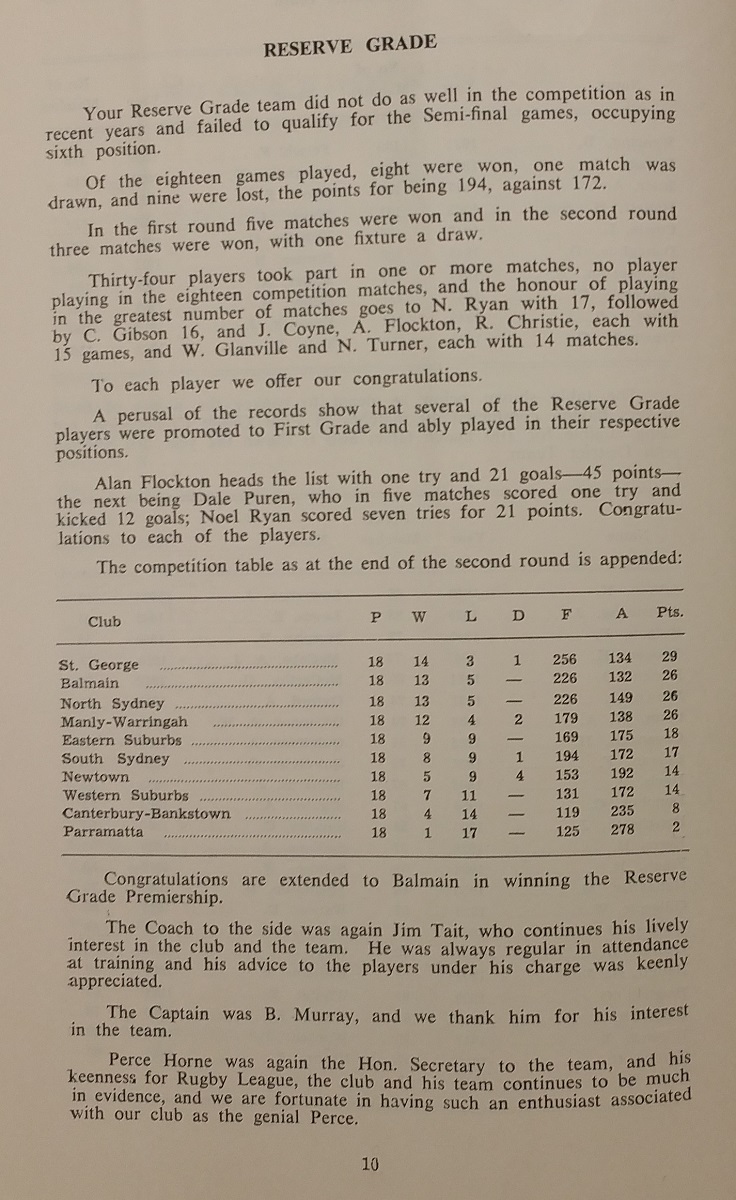 RESERVE GRADE
Your Reserve Grade team did not do as well in the competition as in
recent years and failed to qualify for the Semi-final games, occupying
sixth position.
Of the eighteen games played, eight were won, one match was
drawn, and nine were lost, the points for being 194, against 172.
In the first round five matches were won and in the second round
three matches were won, with one fixture a draw.
Thirty-four players took part in one or more matches, no player
playing in the eighteen competition matches, and the honour of playing
in the greatest number of matches goes to N. Ryan with 17, followed
by C. Gibson 16, and J. Coyne, A. Flockton, R. Christie, each with
15 games, and W. Glanville and N. Turner, each with 14 matches.
To each player we offer our congratulations.
A perusal of the records show that several of the Reserve Grade
players were promoted to First Grade and ably played in their respective
positions.
Alan Flockton heads the list with one try and 21 goals—45 points—
the next being Dale Puren, who in five matches scored one try and
kicked 12 goals; Noel Ryan scored seven tries for 21 points. Congratu-
lations to each of the players.
The competition table as at the end of the second round is appended:
Club P W L D F A Pts.
St. George ........ 18 14 3 1 256 134 29
Balmain ........ 18 13 5 — 226 132 26
North Sydney ........ 18 13 5 — 226 149 26
Manly-Warringah ........ 18 12 4 2 179 138 26
Eastern Suburbs ........ 18 9 9 — 169 175 18
South Sydney ........ 18 8 9 1 194 172 17
Newtown ........ 18 5 9 4 153 192 14
Western Suburbs ........ 18 7 11 — 131 172 14
Canterbury-Bankstown ........ 18 4 14 — 119 235 8
Parramatta ........ 18 1 17 — 125 278 2
Congratulations are extended to Balmain in winning the Reserve
Grade Premiership.
The Coach to the side was again Jim Tait, who continues his lively
interest in the club and the team. He was always regular in attendance
at training and his advice to the players under his charge was keenly
appreciated.
The Captain was B. Murray, and we thank him for his interest
in the team.
Perce Horne was again the Hon. Secretary to the team, and his
keenness for Rugby League, the club and his team continues to be much
in evidence, and we are fortunate in having such an enthusiast associated
with our club as the genial Perce.
10